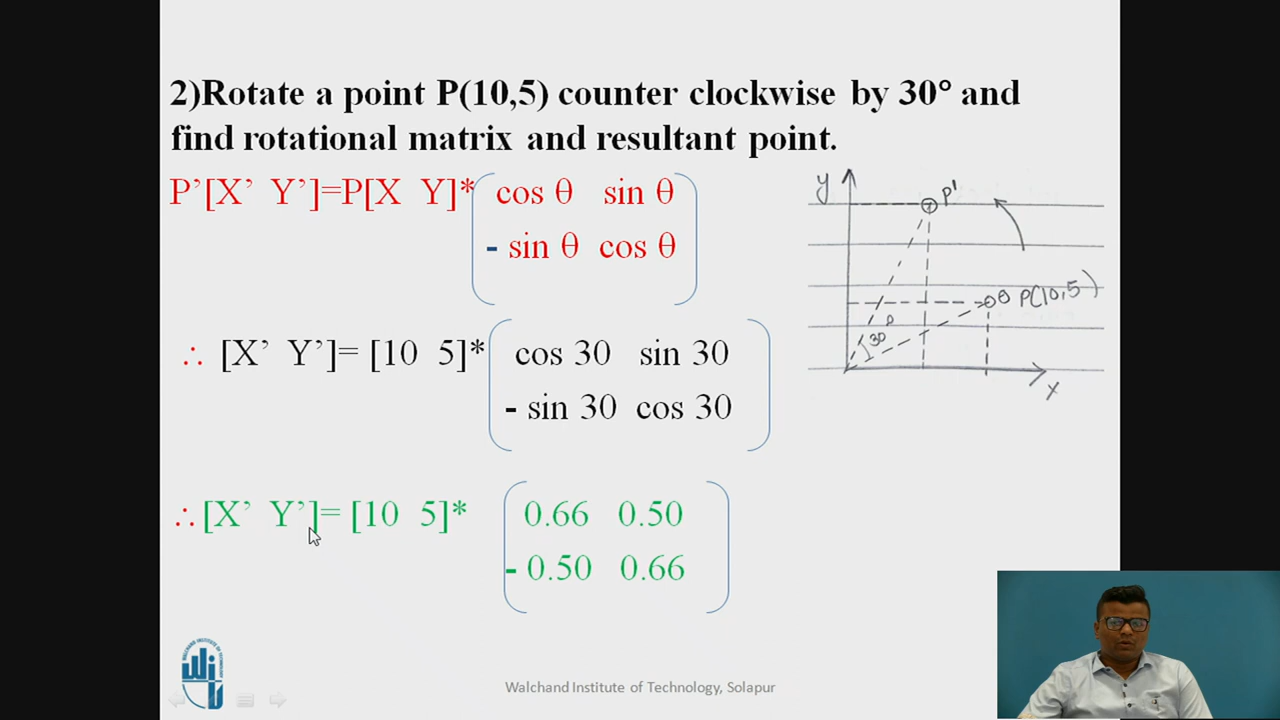 2)Rotate a point P(10,5) counter clockwise by 30° and
find rotational matrix and resultant point.
P’[X’ Y’]=P[X Y]* cos θ sin θ
- sin θ cos θ
∴ [X’ Y’]= [10 5]* cos 30 sin 30
- sin 30 cos 30
∴ [X’ Y’]= [10 5]* 0.66 0.50
- 0.50 0.66
y
P'
P(10,5)
30
x
Walchand Institute of Technology, Solapur